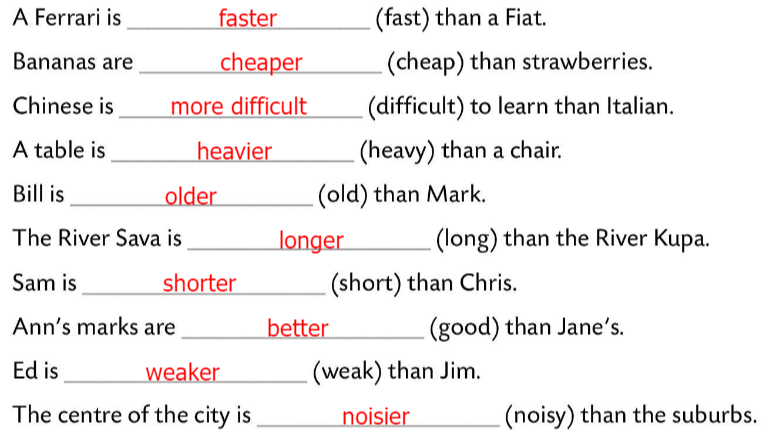 A Ferrari is faster (fast) than a Fiat.
Bananas are cheaper (cheap) than strawberries.
Chinese is more difficult (difficult) to learn than Italian.
A table is heavier (heavy) than a chair.
Bill is older (old) than Mark.
The River Sava is longer (long) than the River Kupa.
Sam is shorter (short) than Chris.
Ann's marks are better (good) than Jane's.
Ed is weaker (weak) than Jim.
The centre of the city is noisier (noisy) than the suburbs.